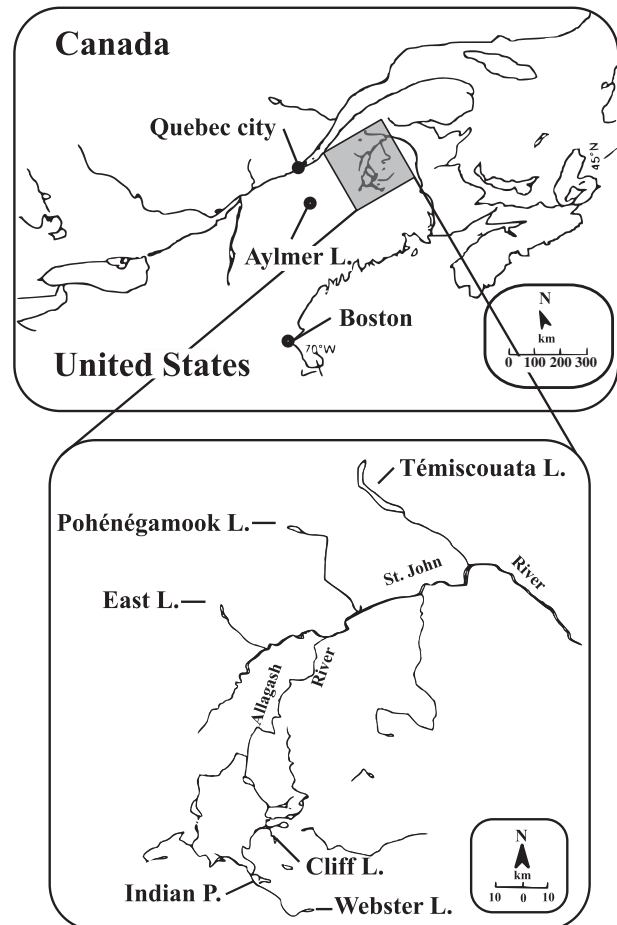 Canada
Quebec city
45°N
Aylmer L.
Boston
70°W
United States
N
km
0 100 200 300
Témiscouata L.
Pohénégamook L.
St. John
River
East L.
Allagash
River
Cliff L.
Indian P.
Webster L.
N
km
10 0 10